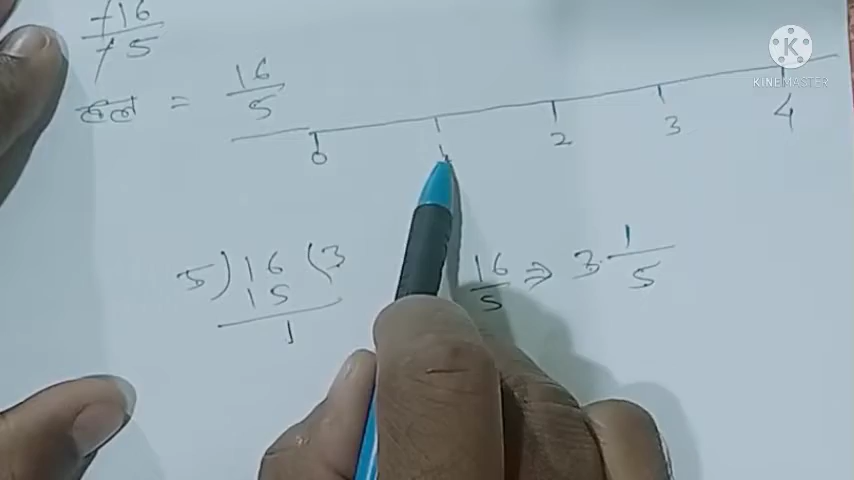 -16
-5
हल = 16/5
0 1 2 3 4
5)16(3
15
1
16/5 ⇒ 3 1/5
K
KINEMASTER